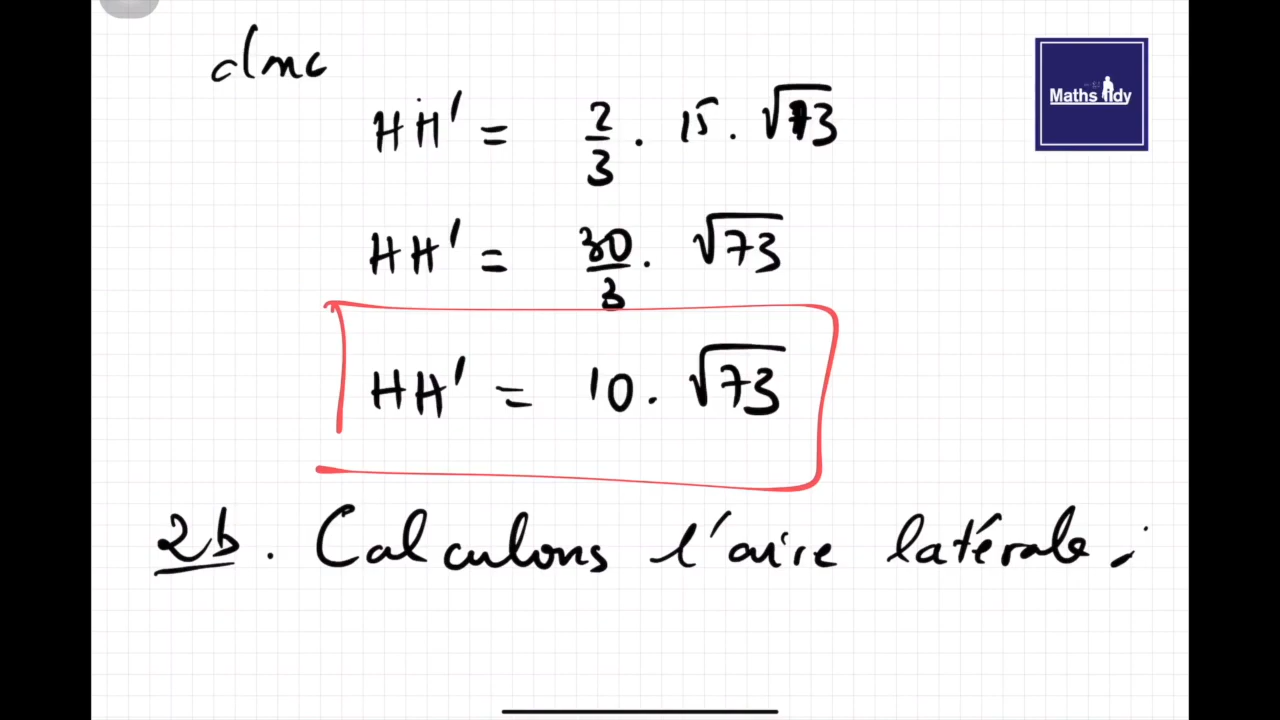 donc
Maths Tidy
HH' = 2/3 . 15 . √73
HH' = 30/3 . √73
HH' = 10 . √73
2b. Calculons l'aire latérale ;